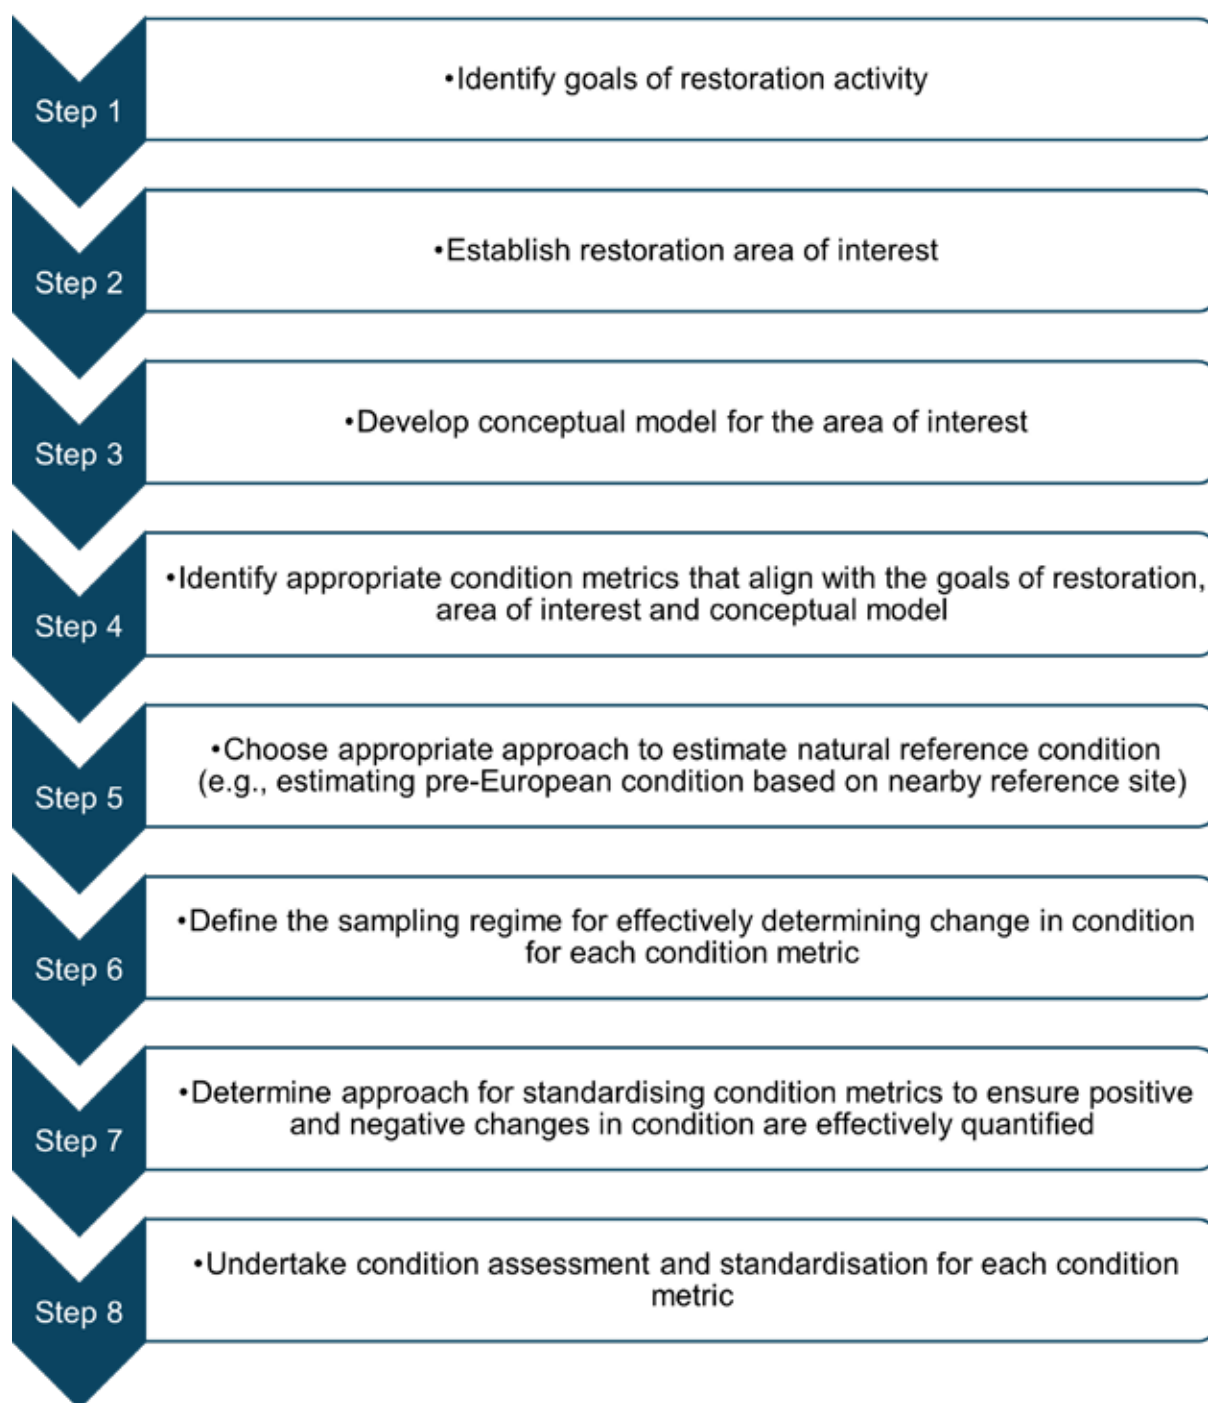 Step 1
•Identify goals of restoration activity
Step 2
•Establish restoration area of interest
Step 3
•Develop conceptual model for the area of interest
Step 4
•Identify appropriate condition metrics that align with the goals of restoration,
area of interest and conceptual model
Step 5
•Choose appropriate approach to estimate natural reference condition
(e.g., estimating pre-European condition based on nearby reference site)
Step 6
•Define the sampling regime for effectively determining change in condition
for each condition metric
Step 7
•Determine approach for standardising condition metrics to ensure positive
and negative changes in condition are effectively quantified
Step 8
•Undertake condition assessment and standardisation for each condition
metric